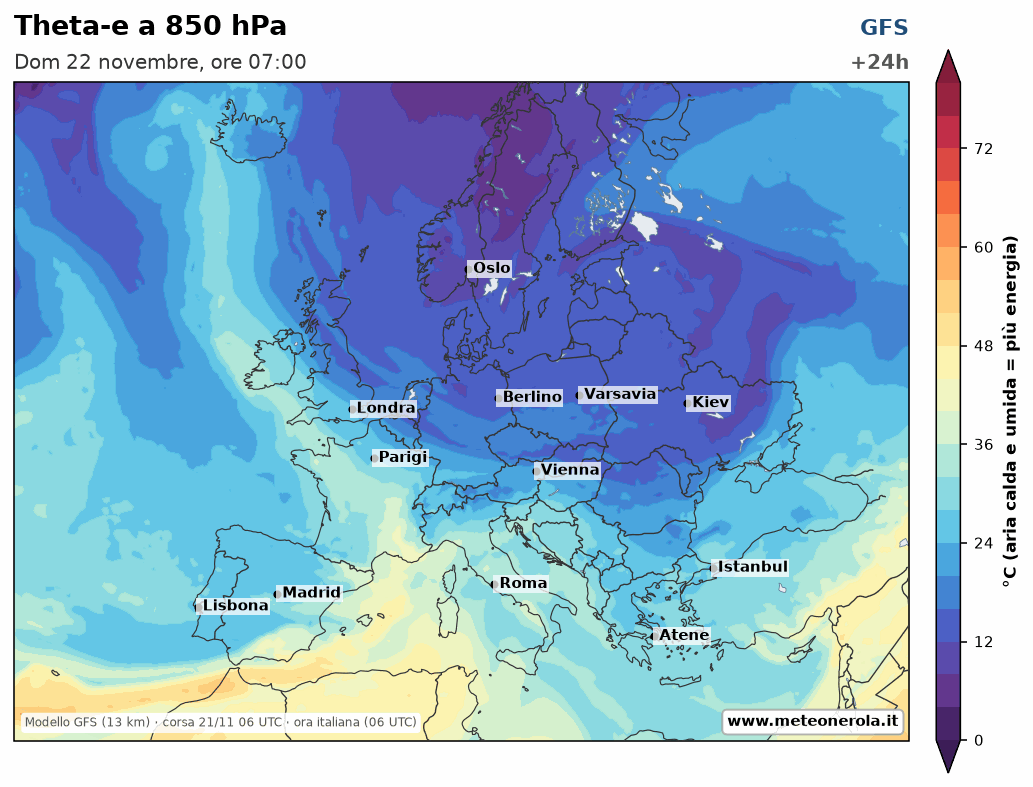 Theta-e a 850 hPa
GFS
Dom 22 novembre, ore 07:00
+24h
72
60
48
36
24
12
0
°C (aria calda e umida = più energia)
Oslo
Berlino
Varsavia
Kiev
Londra
Parigi
Vienna
Istanbul
Roma
Madrid
Lisbona
Atene
Modello GFS (13 km) · corsa 21/11 06 UTC · ora italiana (06 UTC)
www.meteonerola.it